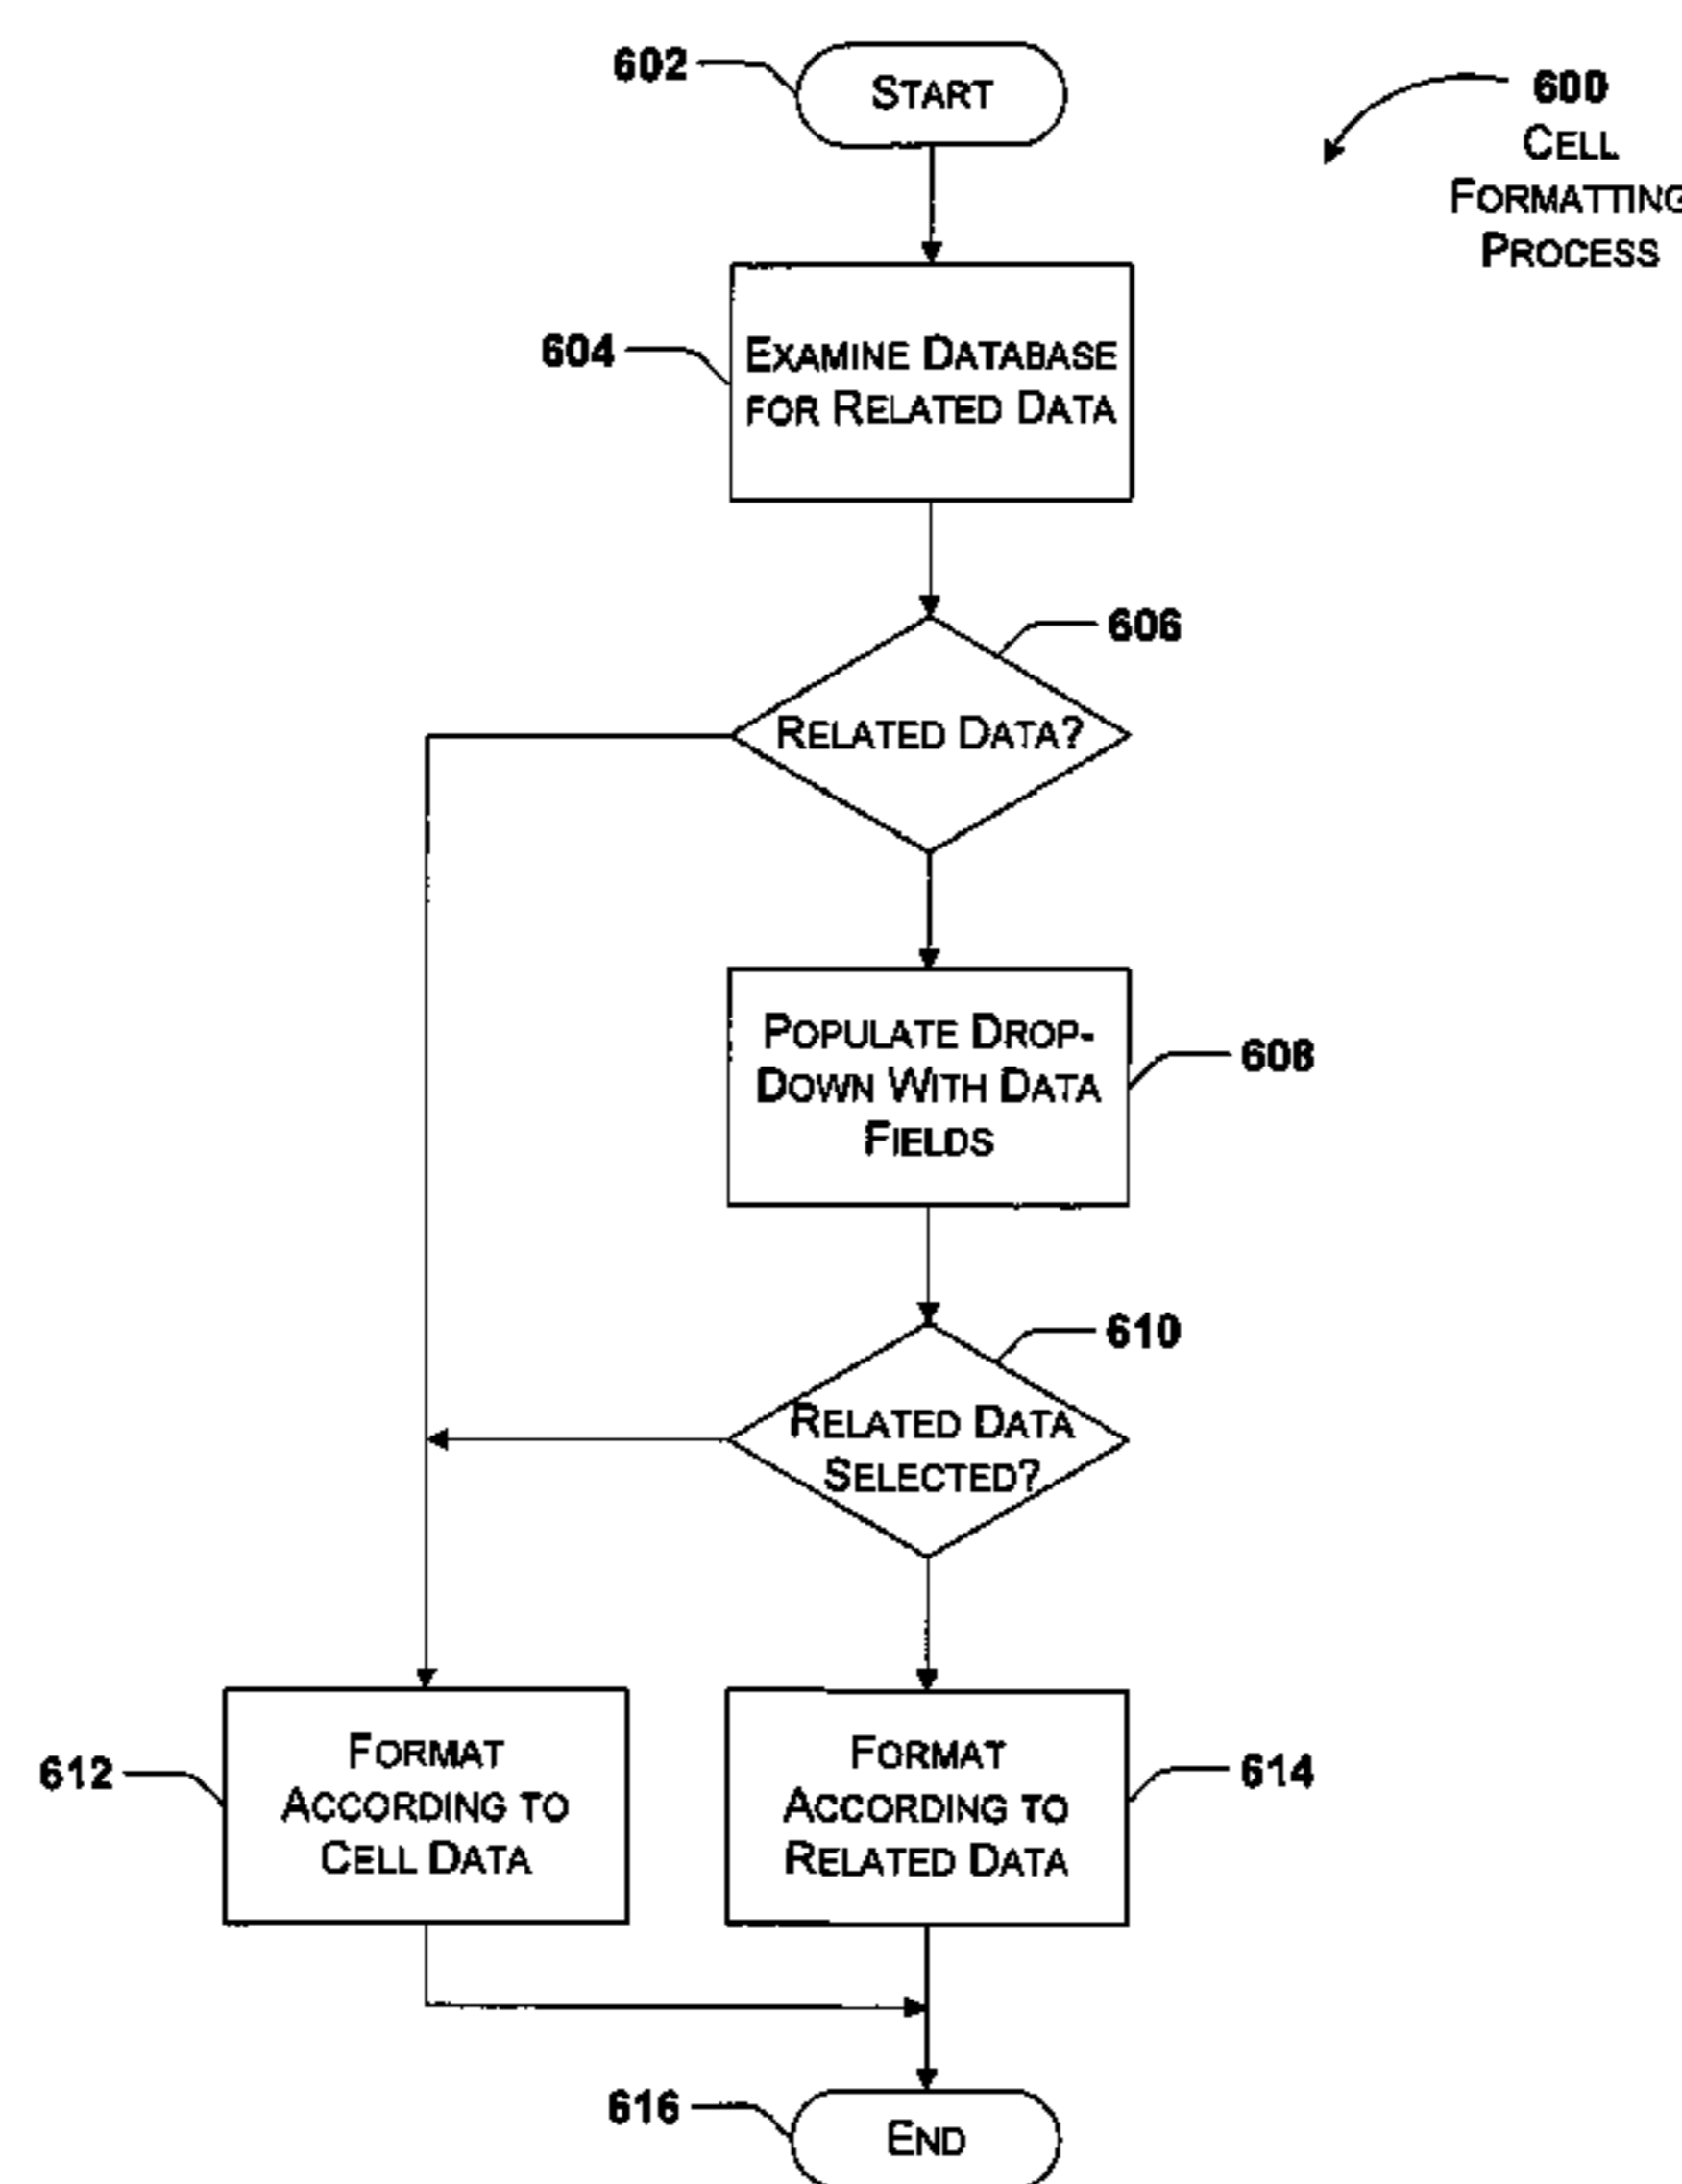 602
START
600
CELL
FORMATTING
PROCESS
604
EXAMINE DATABASE
FOR RELATED DATA
606
RELATED DATA?
POPULATE DROP-
DOWN WITH DATA
FIELDS
608
610
RELATED DATA
SELECTED?
612
FORMAT
ACCORDING TO
CELL DATA
FORMAT
ACCORDING TO
RELATED DATA
614
616
END